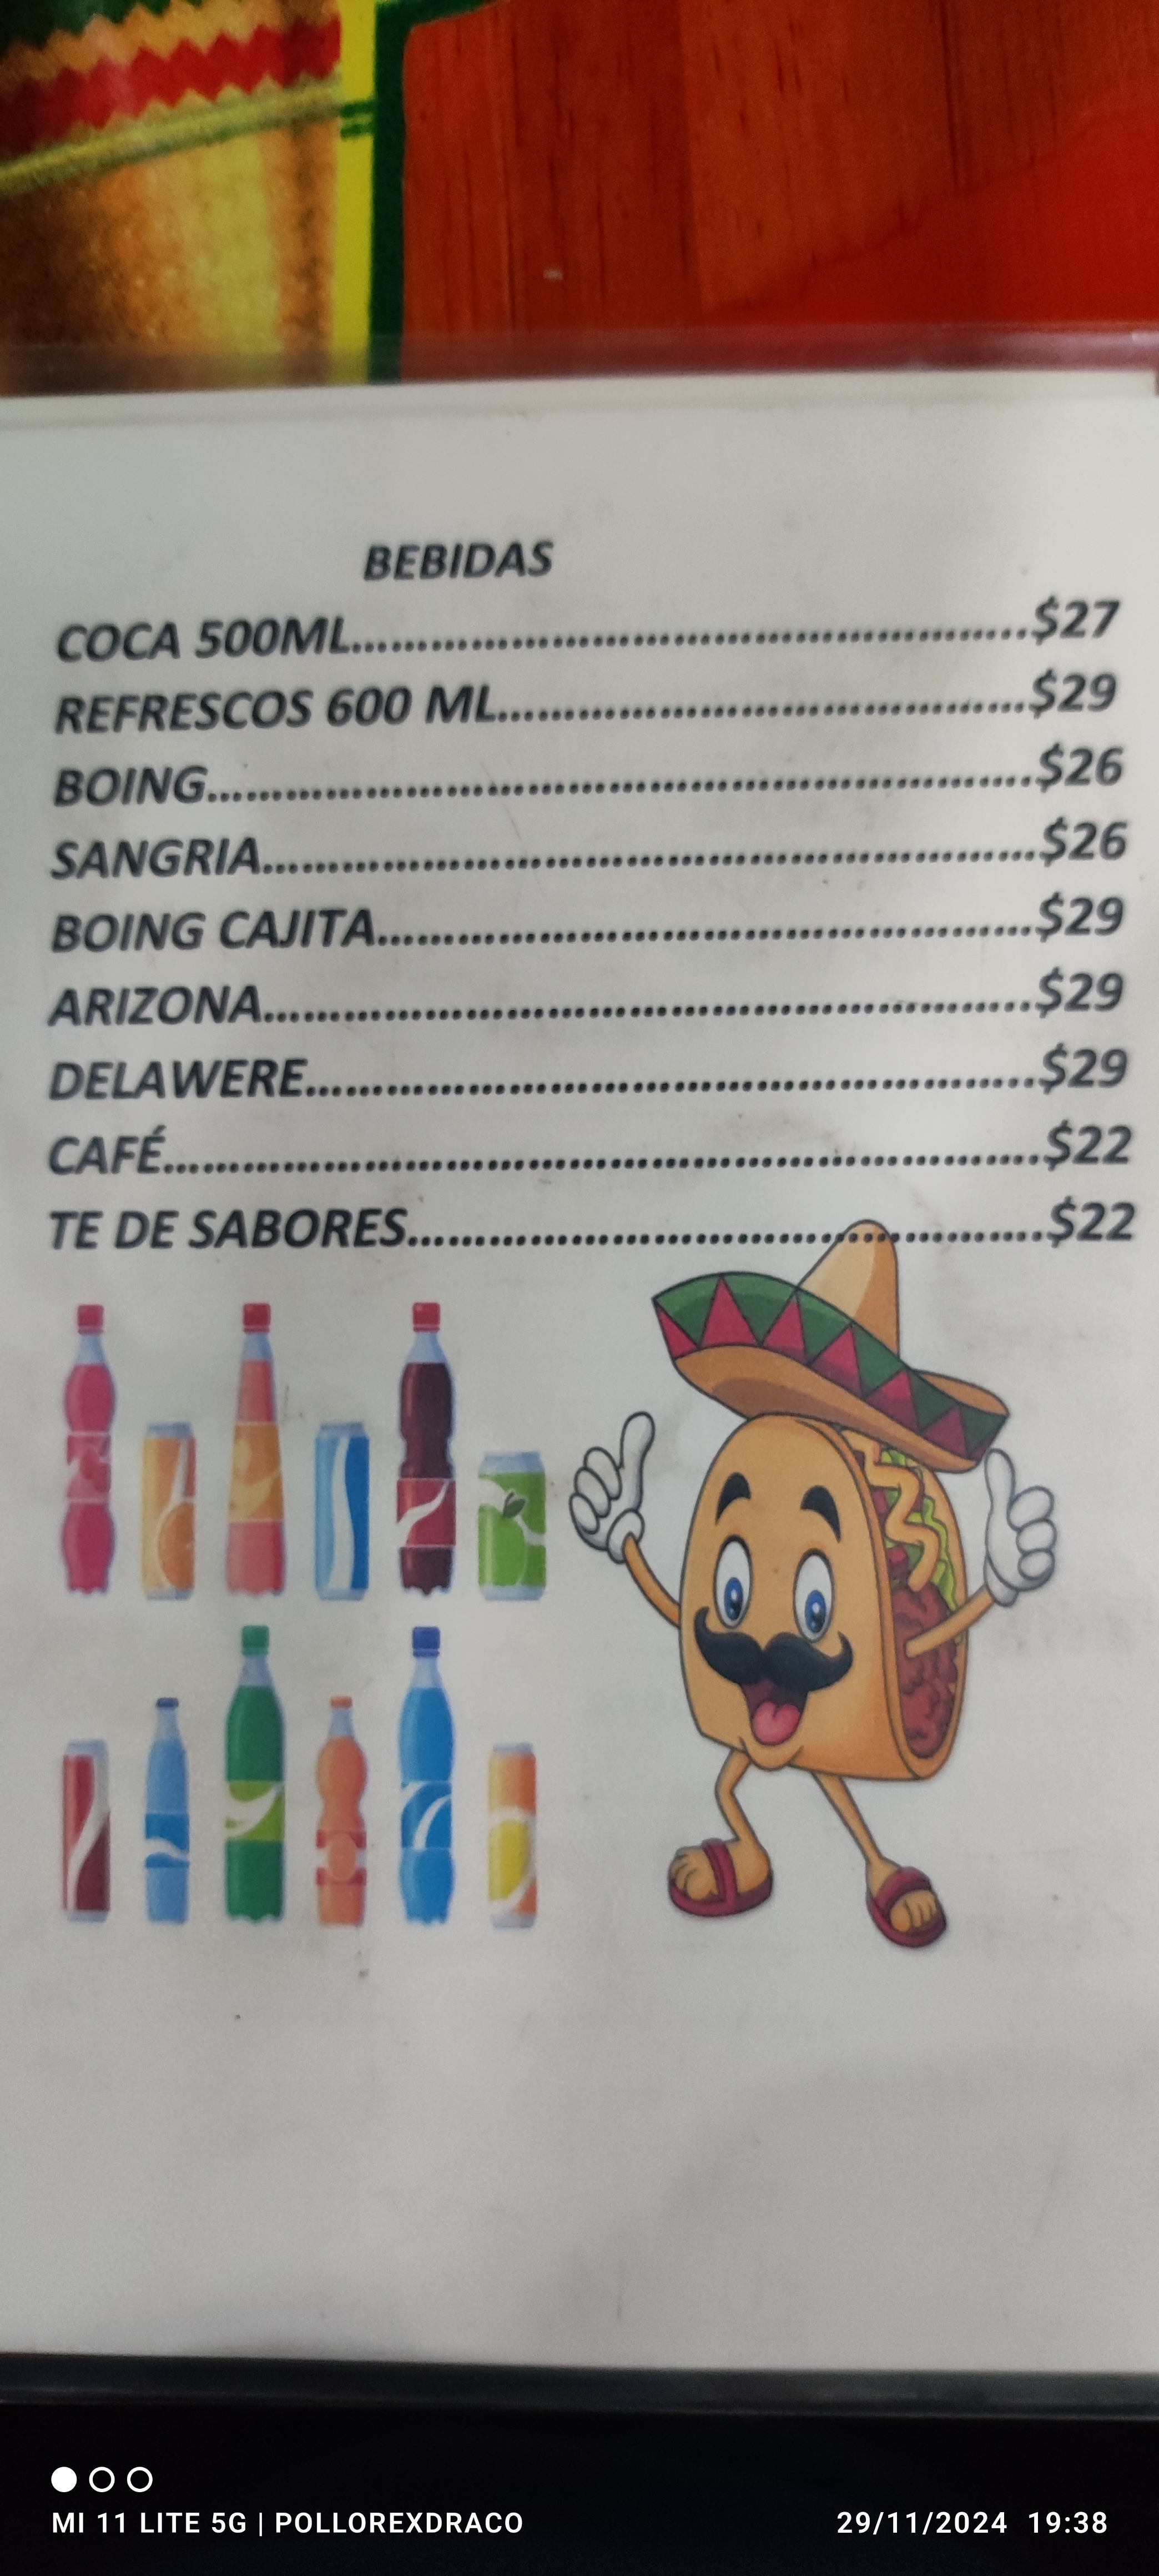 BEBIDAS
COCA 500ML...................................................$27
REFRESCOS 600 ML........................................$29
BOING..............................................................$26
SANGRIA..........................................................$26
BOING CAJITA.................................................$29
ARIZONA.........................................................$29
DELAWERE......................................................$29
CAFÉ.................................................................$22
TE DE SABORES...............................................$22
MI 11 LITE 5G | POLLOREXDRACO
29/11/2024 19:38